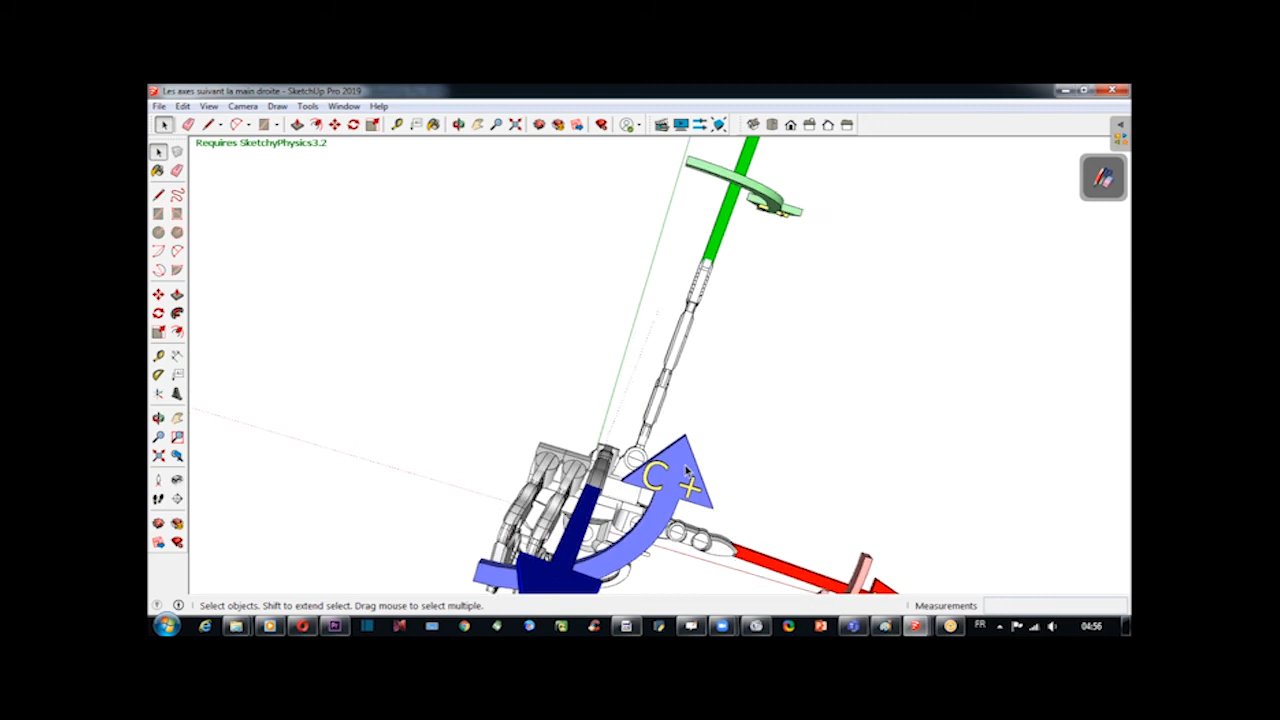 Les axes suivant la main droite - SketchUp Pro 2019
File Edit View Camera Draw Tools Window Help
Requires SketchyPhysics3.2
C +
Select objects. Shift to extend select. Drag mouse to select multiple.
Measurements
FR
04:56